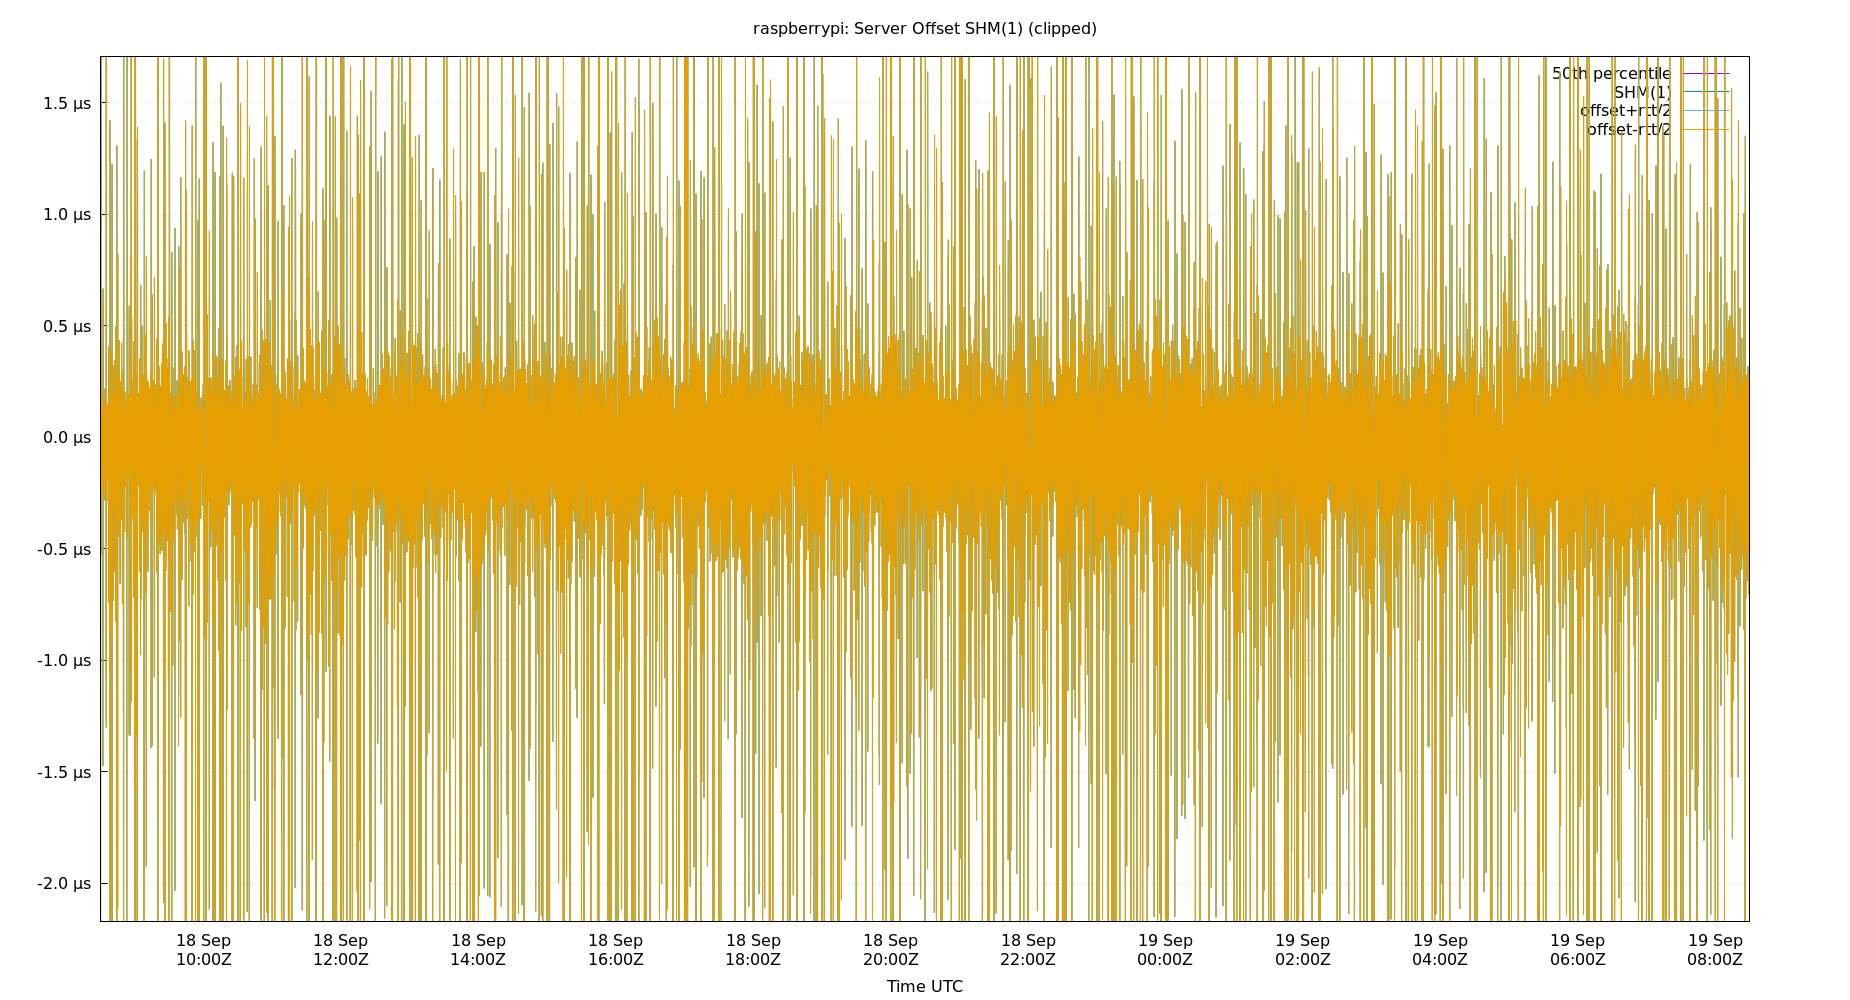 raspberrypi: Server Offset SHM(1) (clipped)
50th percentile
SHM(1)
offset+rtt/2
offset-rtt/2
1.5 µs
1.0 µs
0.5 µs
0.0 µs
-0.5 µs
-1.0 µs
-1.5 µs
-2.0 µs
18 Sep 18 Sep 18 Sep 18 Sep 18 Sep 18 Sep 18 Sep 19 Sep 19 Sep 19 Sep 19 Sep 19 Sep
10:00Z 12:00Z 14:00Z 16:00Z 18:00Z 20:00Z 22:00Z 00:00Z 02:00Z 04:00Z 06:00Z 08:00Z
Time UTC